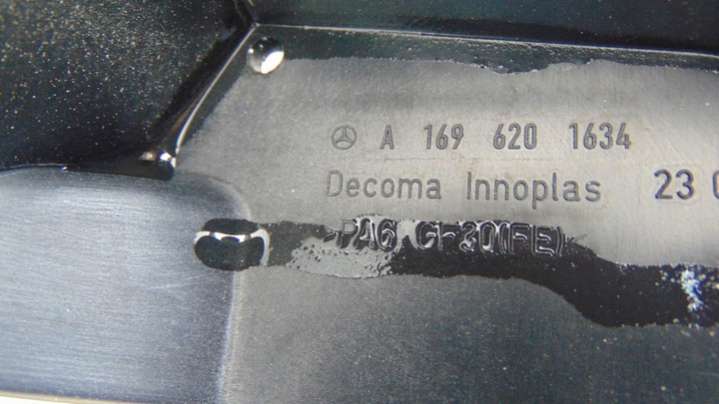 A 169 620 1634
Decoma Innoplas 23
>PA6 GF30(FE)<